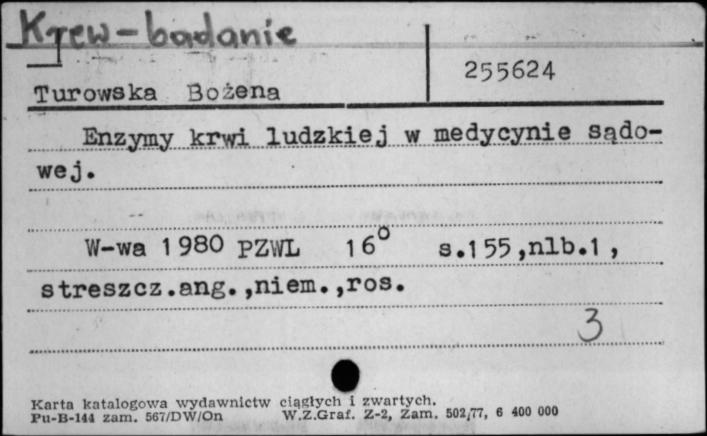 Krew-badanie
255624
Turowska Bożena
Enzymy krwi ludzkiej w medycynie sądo-
wej.
W-wa 1980 PZWL 16° s.155,nlb.1,
streszcz.ang.,niem.,ros.
3
Karta katalogowa wydawnictw ciągłych i zwartych.
Pu-B-144 zam. 567/DW/On W.Z.Graf. Z-2, Zam. 502/77, 6 400 000